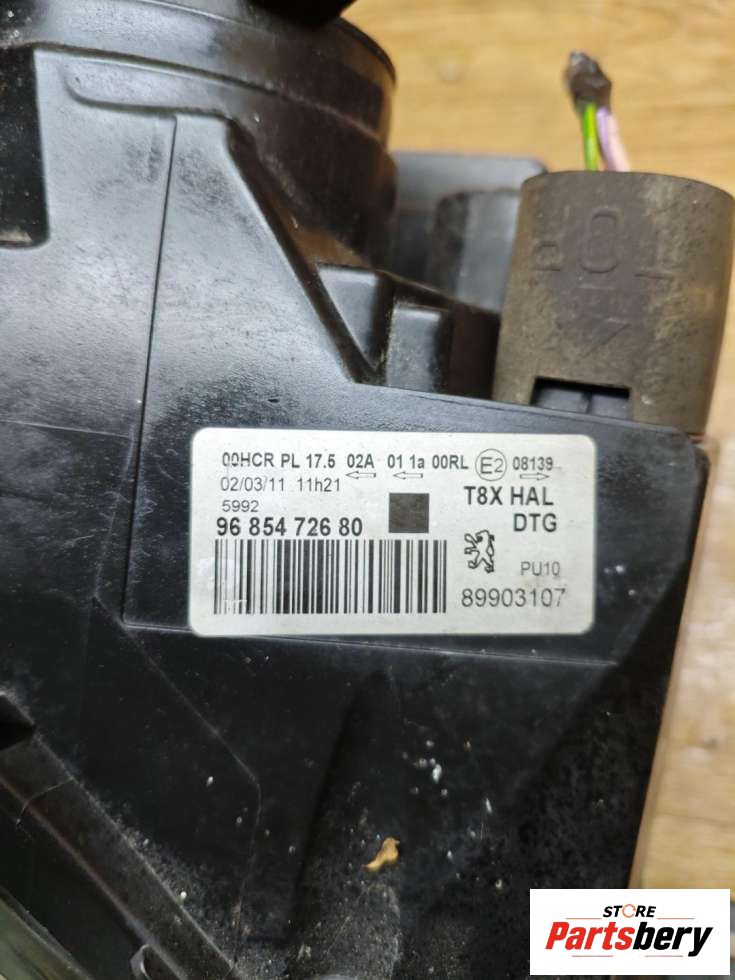 00HCR PL 17.5 02A 01 1a 00RL E2 08139
02/03/11 11h21
5992
96 854 726 80
T8X HAL
DTG
PU10
89903107
STORE
Partsbery